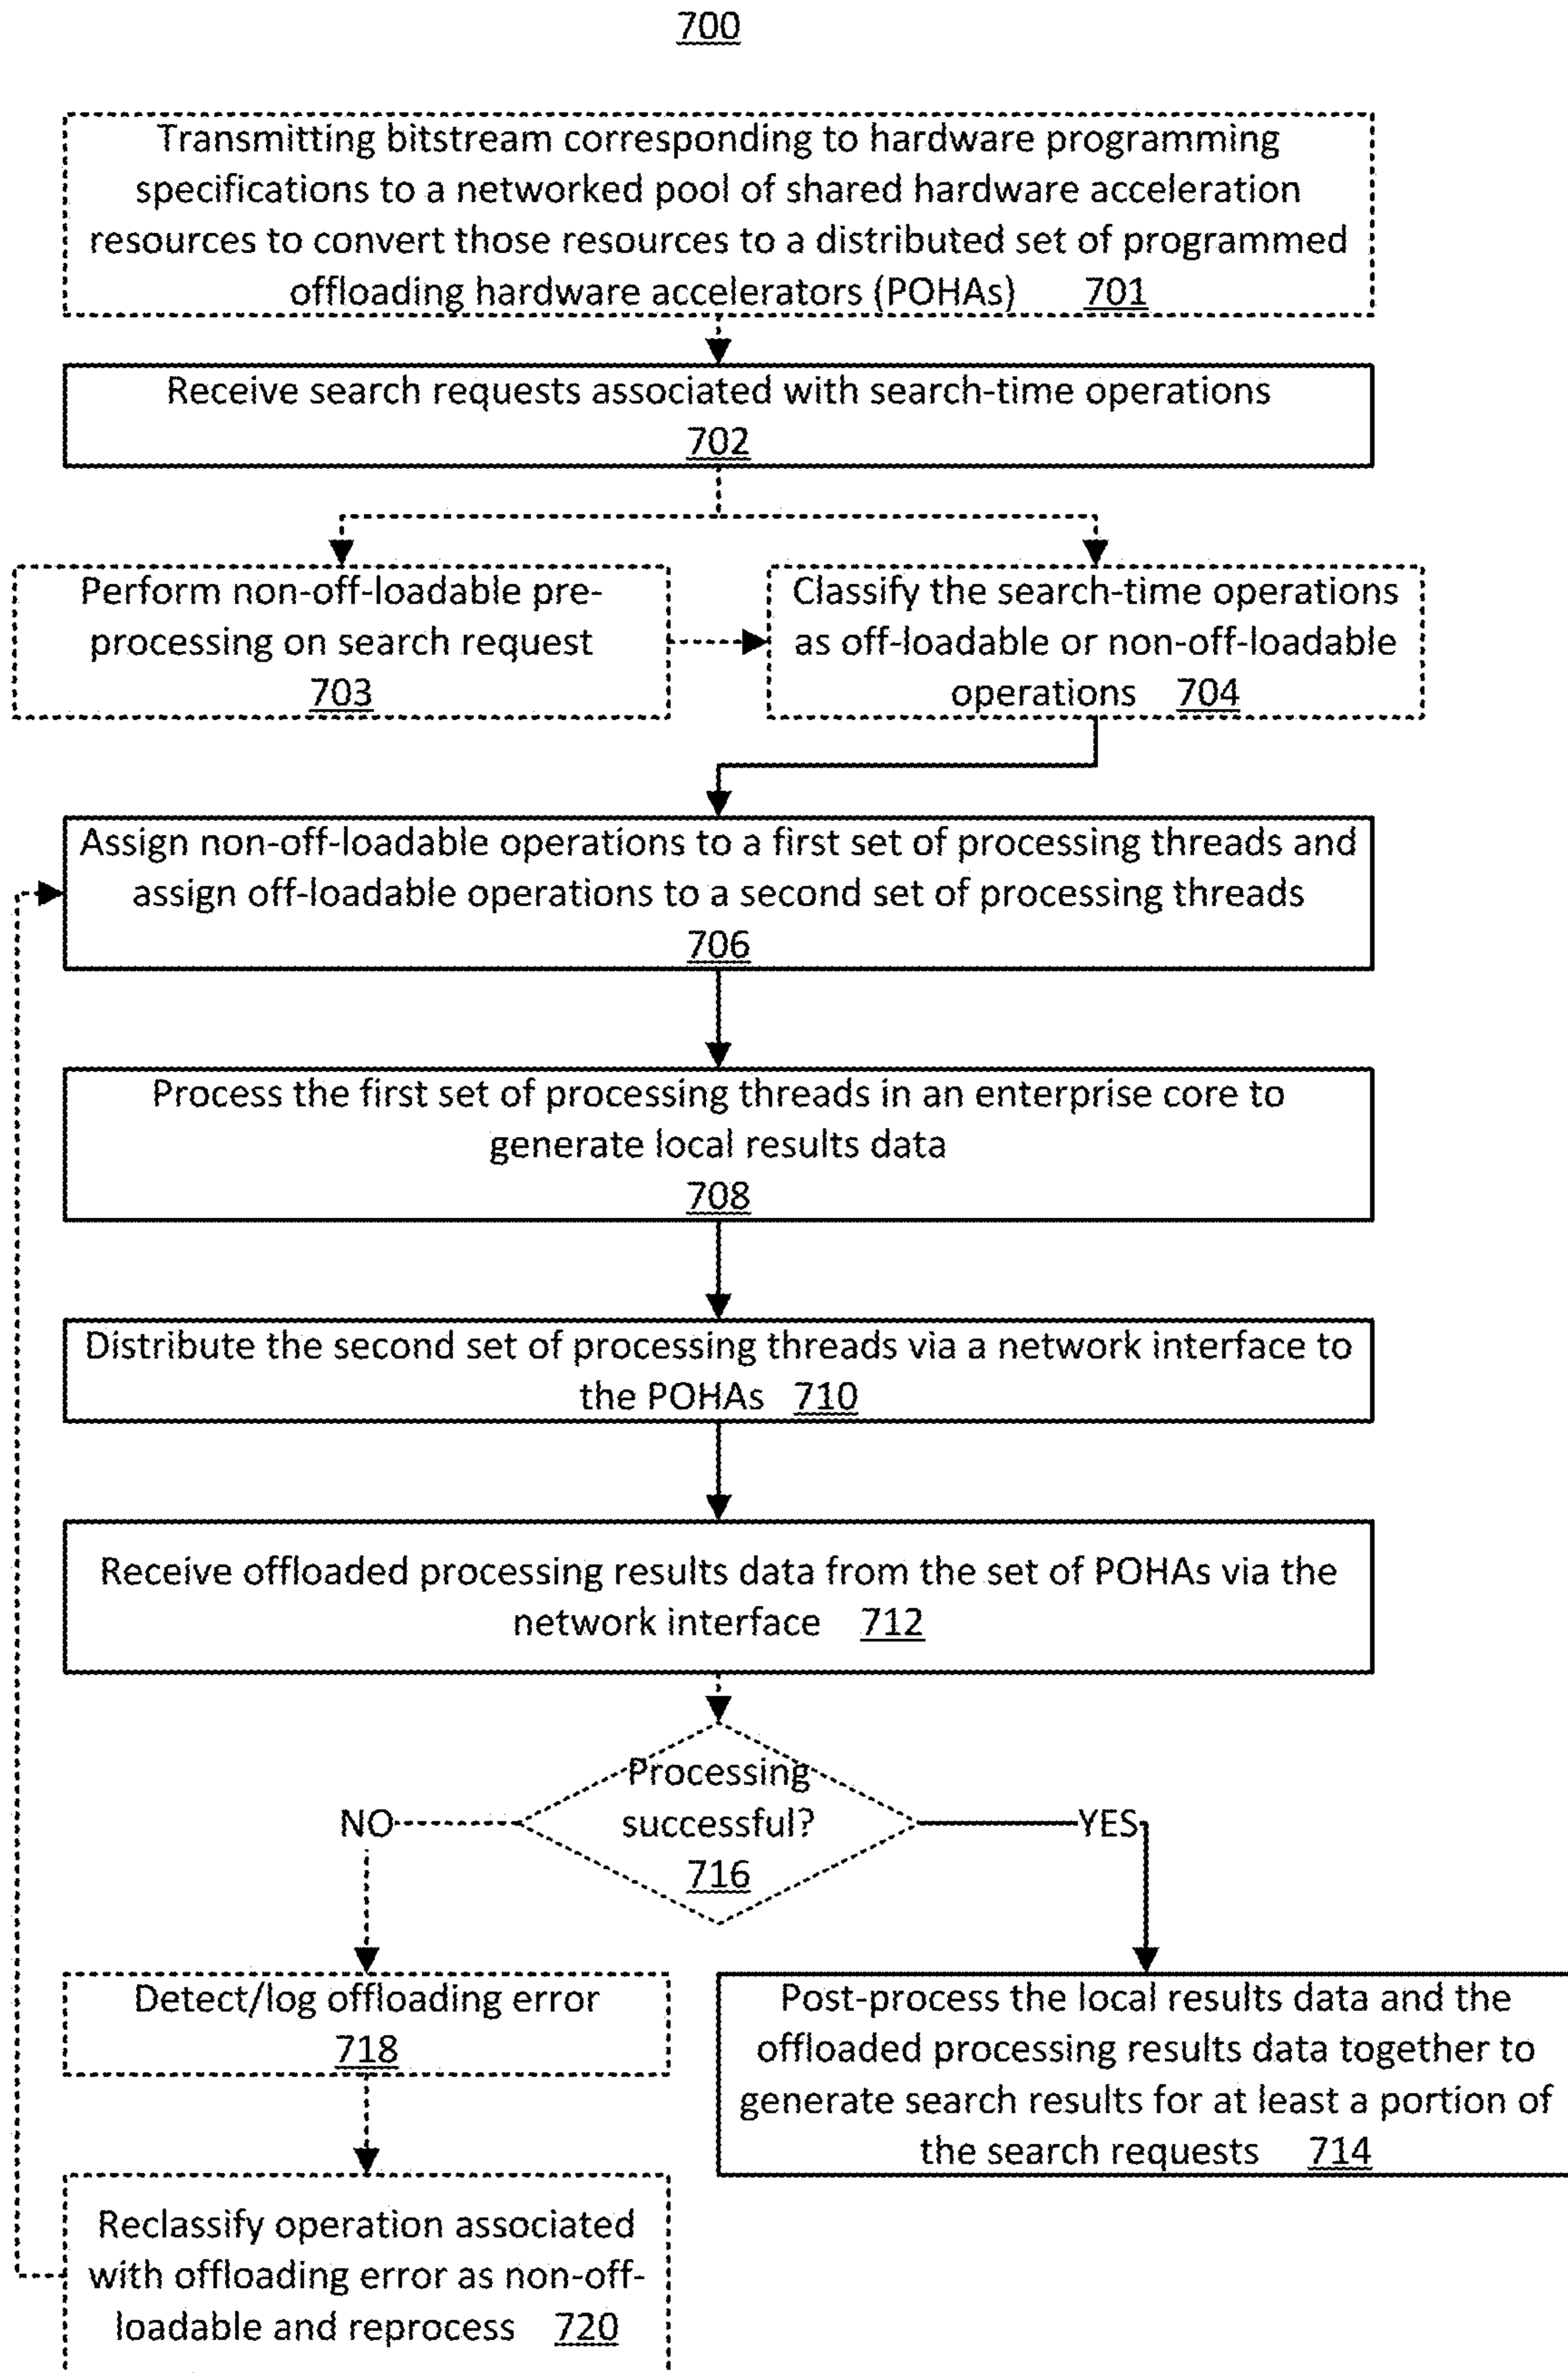 700
Transmitting bitstream corresponding to hardware programming
specifications to a networked pool of shared hardware acceleration
resources to convert those resources to a distributed set of programmed
offloading hardware accelerators (POHAs) 701
Receive search requests associated with search-time operations
702
Perform non-off-loadable pre-
processing on search request
703
Classify the search-time operations
as off-loadable or non-off-loadable
operations 704
Assign non-off-loadable operations to a first set of processing threads and
assign off-loadable operations to a second set of processing threads
706
Process the first set of processing threads in an enterprise core to
generate local results data
708
Distribute the second set of processing threads via a network interface to
the POHAs 710
Receive offloaded processing results data from the set of POHAs via the
network interface 712
Processing
successful?
716
NO
YES
Detect/log offloading error
718
Post-process the local results data and the
offloaded processing results data together to
generate search results for at least a portion of
the search requests 714
Reclassify operation associated
with offloading error as non-off-
loadable and reprocess 720